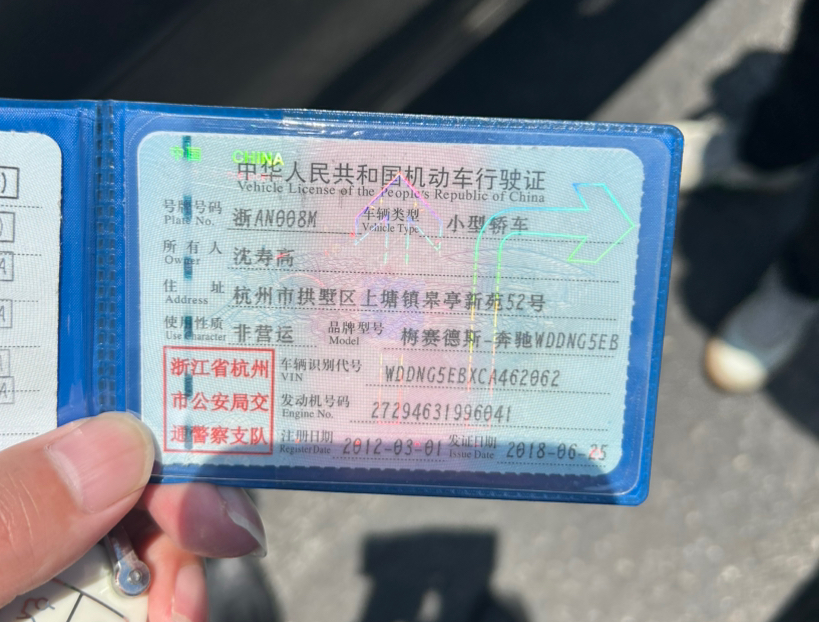 中国 CHINA
中华人民共和国机动车行驶证
Vehicle License of the People's Republic of China
号牌号码 浙AN008M 车辆类型 小型轿车
Plate No. Vehicle Type
所有人 沈寿高
Owner
住址 杭州市拱墅区上塘镇皋亭新苑52号
Address
使用性质 非营运 品牌型号 梅赛德斯-奔驰WDDNG5EB
Use Character Model
浙江省杭州
市公安局交
通警察支队
车辆识别代号 WDDNG5EBXCA462062
VIN
发动机号码 27294631996041
Engine No.
注册日期 2012-03-01 发证日期 2018-06-25
Register Date Issue Date